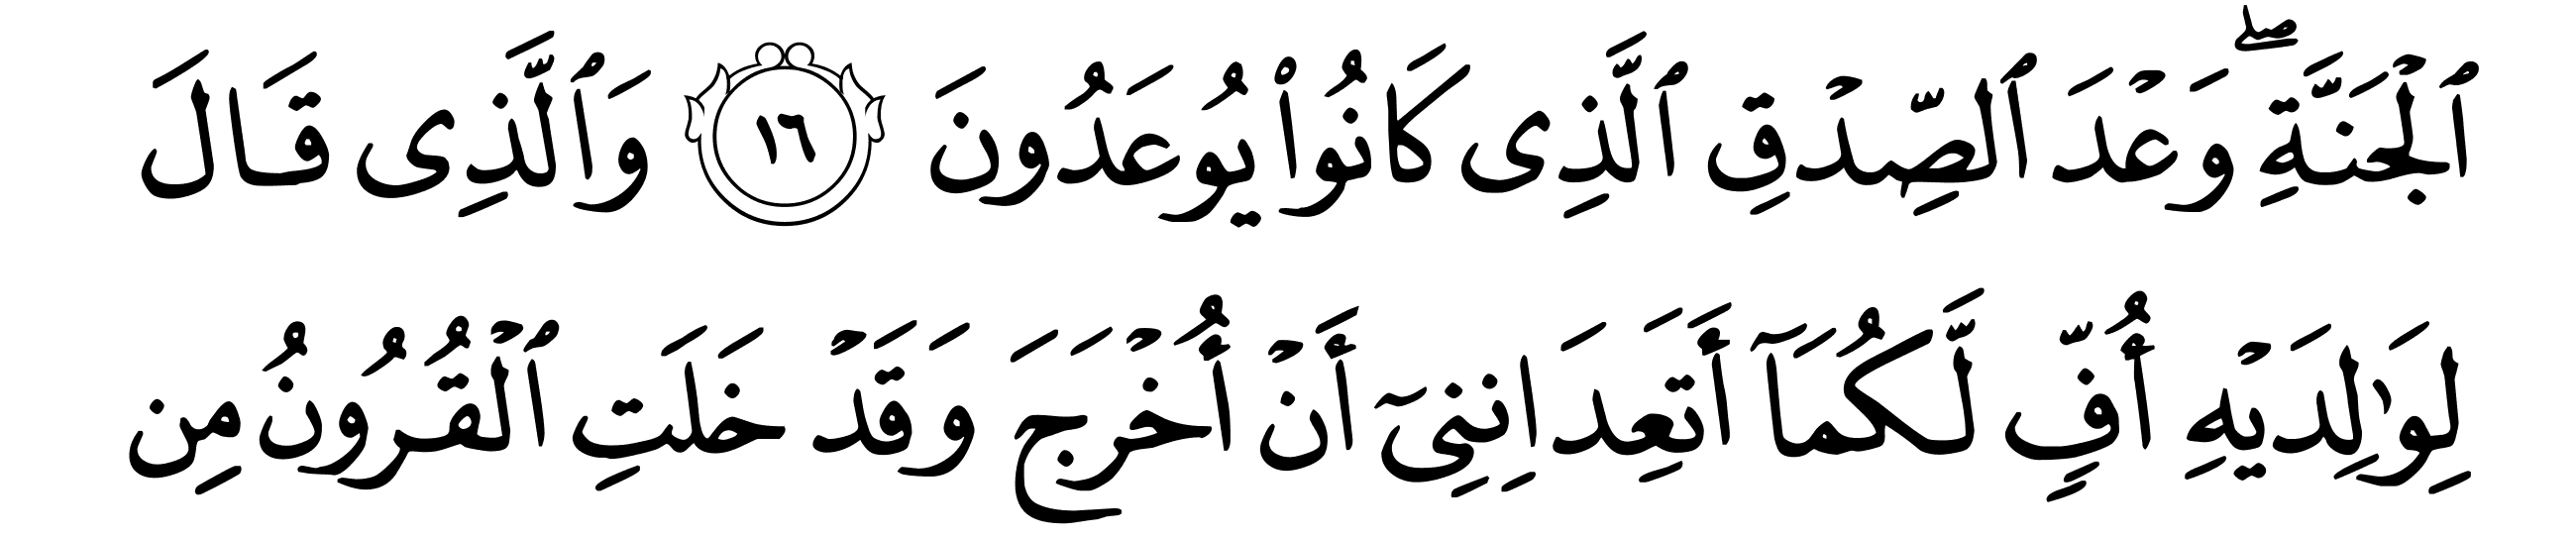 ٱلْجَنَّةِۖ وَعْدَ ٱلصِّدْقِ ٱلَّذِى كَانُوا۟ يُوعَدُونَ ١٦ وَٱلَّذِى قَالَ
لِوَٰلِدَيْهِ أُفٍّ لَّكُمَآ أَتَعِدَانِنِىٓ أَنْ أُخْرَجَ وَقَدْ خَلَتِ ٱلْقُرُونُ مِن